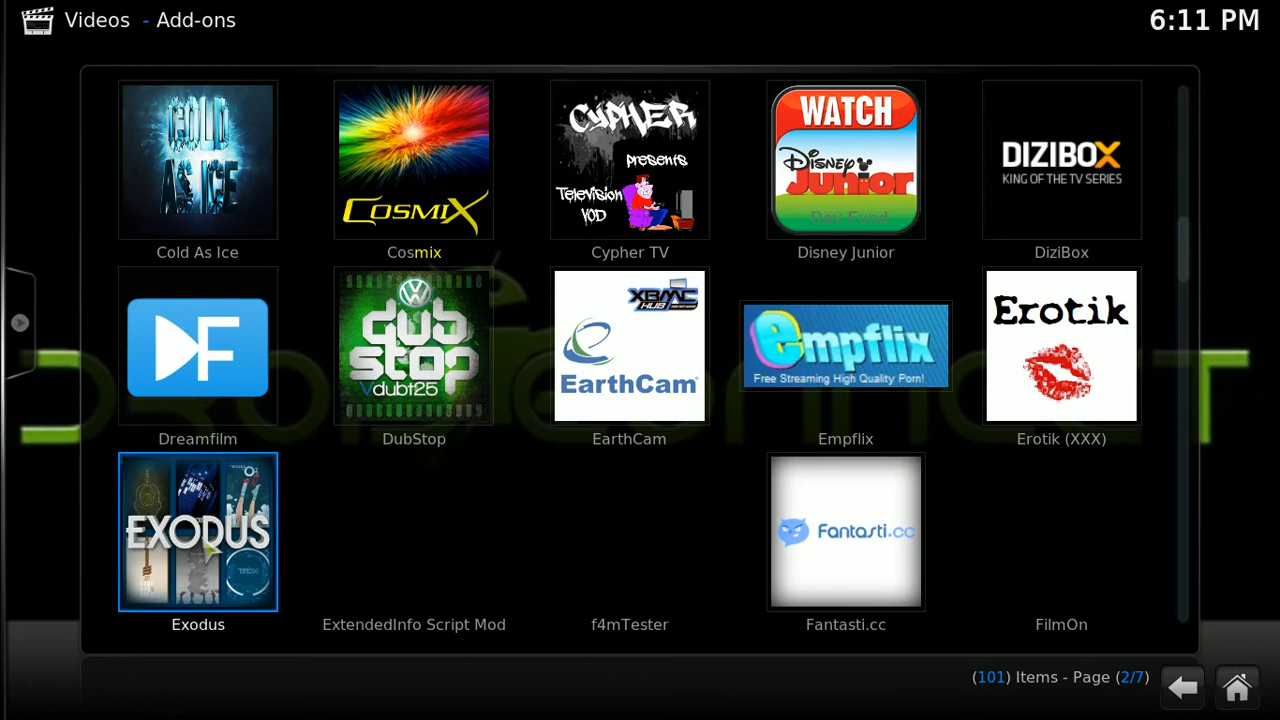 Videos - Add-ons
6:11 PM
COLD
AS ICE
COSMIX
CYPHER
presents
Television
VOD
WATCH
Disney
Junior
DIZIBOX
KING OF THE TV SERIES
Cold As Ice
Cosmix
Cypher TV
Disney Junior
DiziBox
F
dub
stop
Vdubt25
XBMC
HUB
EarthCam
empflix
Free Streaming High Quality Porn!
Erotik
Dreamfilm
DubStop
EarthCam
Empflix
Erotik (XXX)
EXODUS
Fantasti.cc
Exodus
ExtendedInfo Script Mod
f4mTester
Fantasti.cc
FilmOn
(101) Items - Page (2/7)